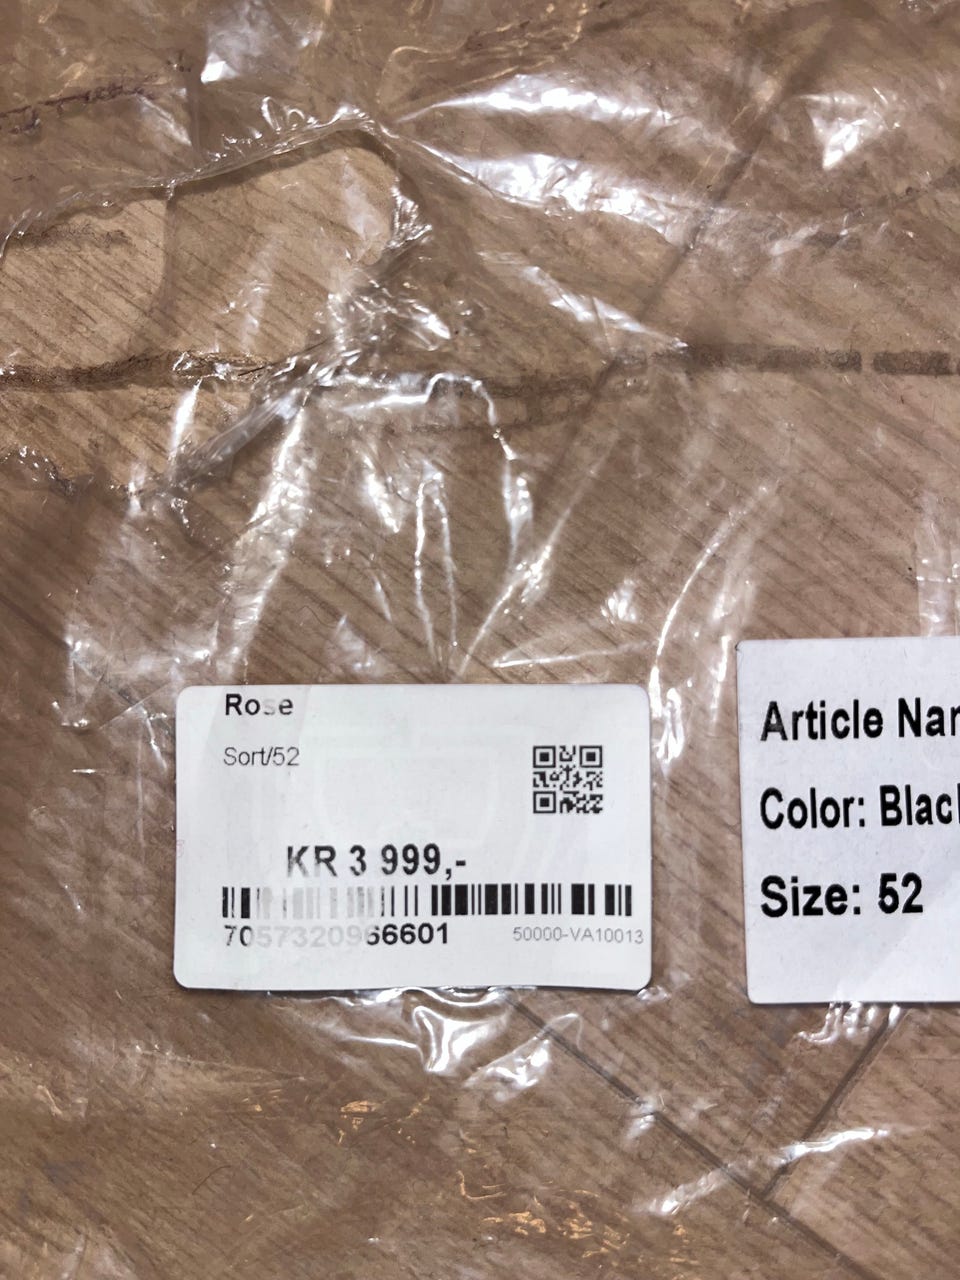 Rose
Sort/52
KR 3 999,-
7057320966601
50000-VA10013
Article Nar
Color: Black
Size: 52